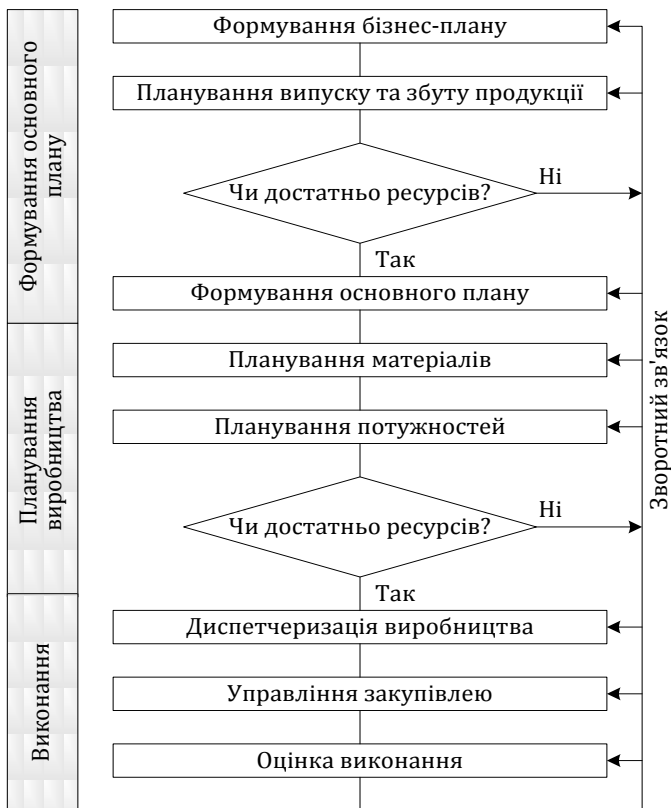 Формування основного
плану
Формування бізнес-плану
Планування випуску та збуту продукції
Чи достатньо ресурсів?
Ні
Так
Формування основного плану
Планування
виробництва
Планування матеріалів
Планування потужностей
Чи достатньо ресурсів?
Ні
Так
Виконання
Диспетчеризація виробництва
Управління закупівлею
Оцінка виконання
Зворотний зв'язок